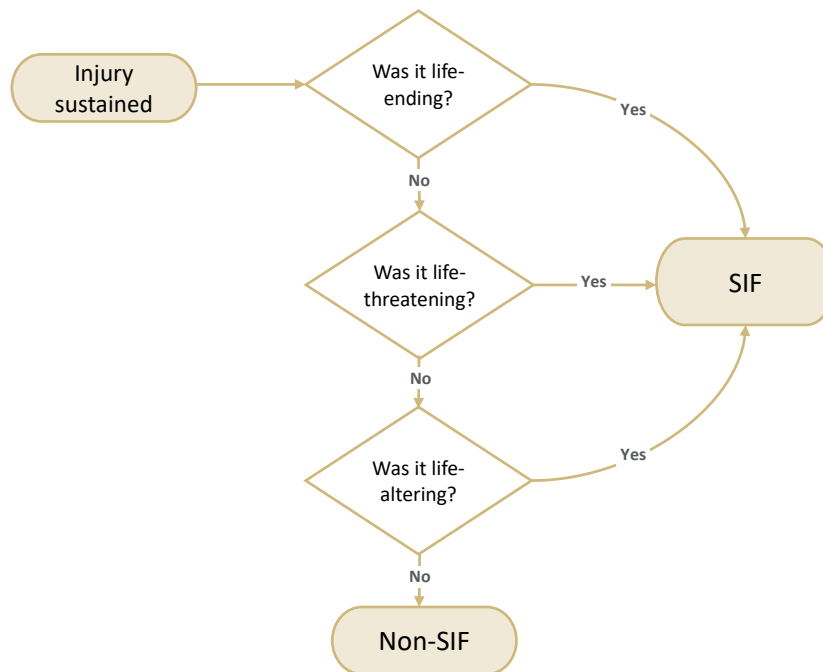 Injury
sustained
Was it life-
ending?
Yes
No
Was it life-
threatening?
Yes
SIF
No
Was it life-
altering?
Yes
No
Non-SIF